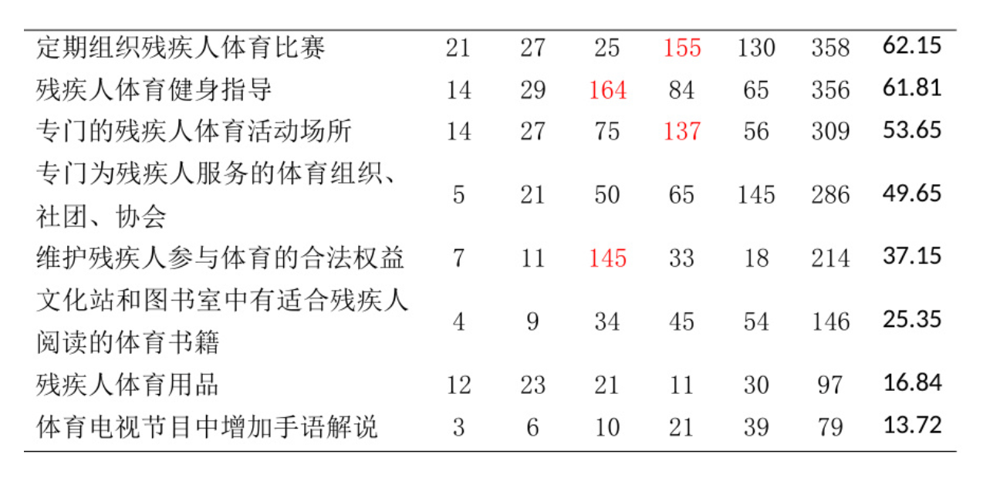 定期组织残疾人体育比赛 21 27 25 155 130 358 62.15
残疾人体育健身指导 14 29 164 84 65 356 61.81
专门的残疾人体育活动场所 14 27 75 137 56 309 53.65
专门为残疾人服务的体育组织、
社团、协会 5 21 50 65 145 286 49.65
维护残疾人参与体育的合法权益 7 11 145 33 18 214 37.15
文化站和图书室中有适合残疾人
阅读的体育书籍 4 9 34 45 54 146 25.35
残疾人体育用品 12 23 21 11 30 97 16.84
体育电视节目中增加手语解说 3 6 10 21 39 79 13.72